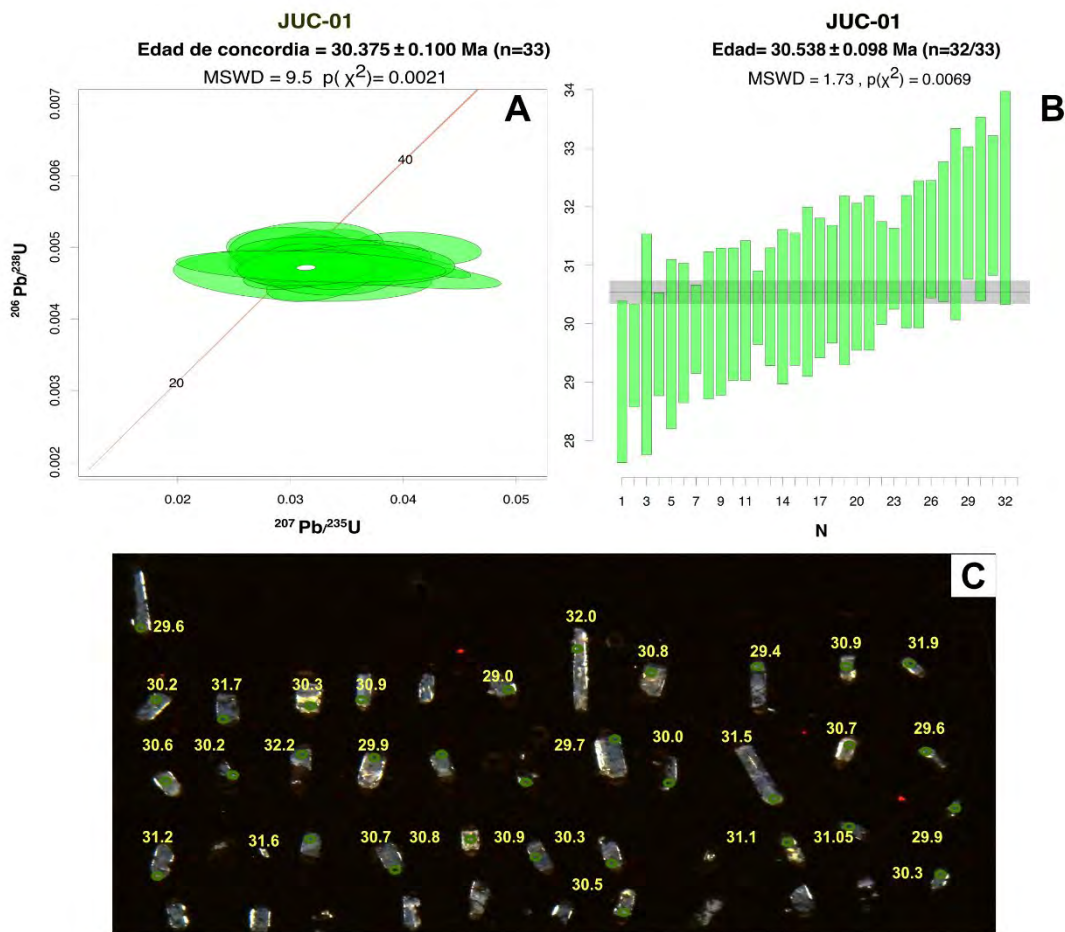 JUC-01
Edad de concordia = 30.375 ± 0.100 Ma (n=33)
MSWD = 9.5 p( χ²)= 0.0021
A
0.007
0.006
0.005
0.004
0.003
0.002
206Pb/238U
40
20
0.02 0.03 0.04 0.05
207Pb/235U
JUC-01
Edad= 30.538 ± 0.098 Ma (n=32/33)
MSWD = 1.73 , p(χ²)= 0.0069
B
34
33
32
31
30
29
28
1 3 5 7 9 11 14 17 20 23 26 29 32
N
C
29.6
32.0
30.2 31.7 30.3 30.9 29.0 30.8 29.4 30.9 31.9
30.6 30.2 32.2 29.9 29.7 30.0 31.5 30.7 29.6
31.2 31.6 30.7 30.8 30.9 30.3 31.1 31.05 29.9
30.5 30.3